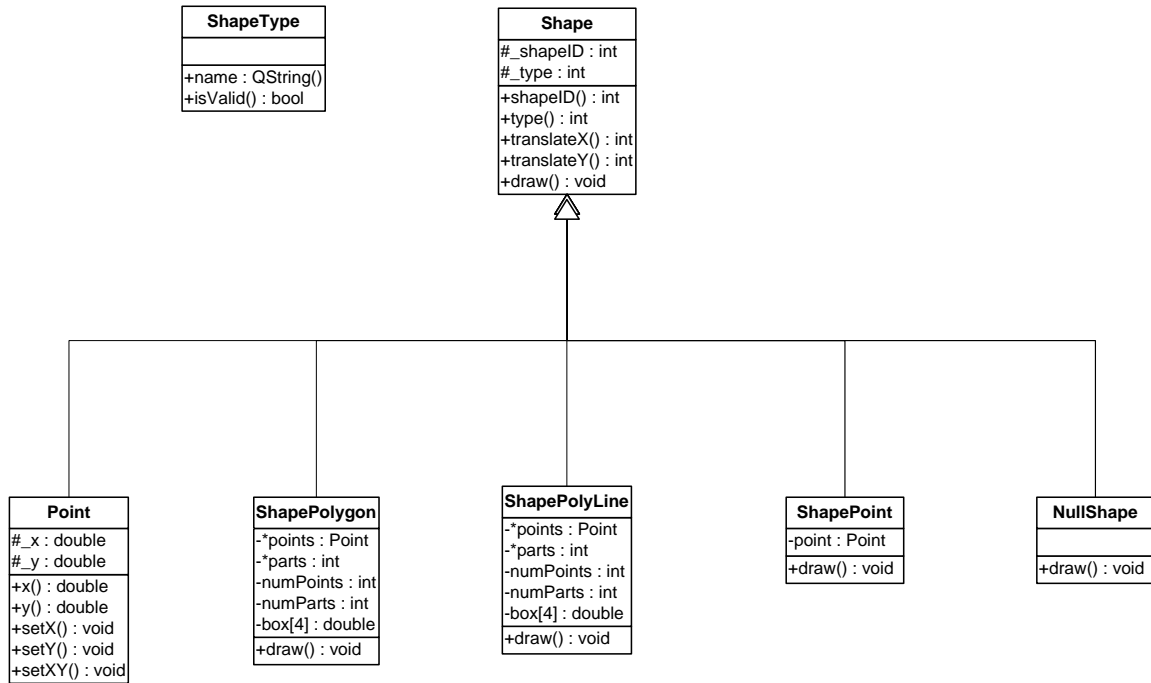 ShapeType
+name : QString()
+isValid() : bool
Shape
#_shapeID : int
#_type : int
+shapeID() : int
+type() : int
+translateX() : int
+translateY() : int
+draw() : void
Point
#_x : double
#_y : double
+x() : double
+y() : double
+setX() : void
+setY() : void
+setXY() : void
ShapePolygon
-*points : Point
-*parts : int
-numPoints : int
-numParts : int
-box[4] : double
+draw() : void
ShapePolyLine
-*points : Point
-*parts : int
-numPoints : int
-numParts : int
-box[4] : double
+draw() : void
ShapePoint
-point : Point
+draw() : void
NullShape
+draw() : void